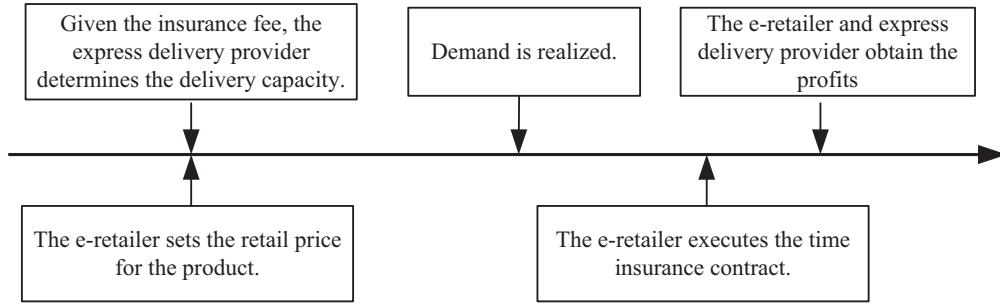 Given the insurance fee, the
express delivery provider
determines the delivery capacity.
Demand is realized.
The e-retailer and express
delivery provider obtain the
profits
The e-retailer sets the retail price
for the product.
The e-retailer executes the time
insurance contract.